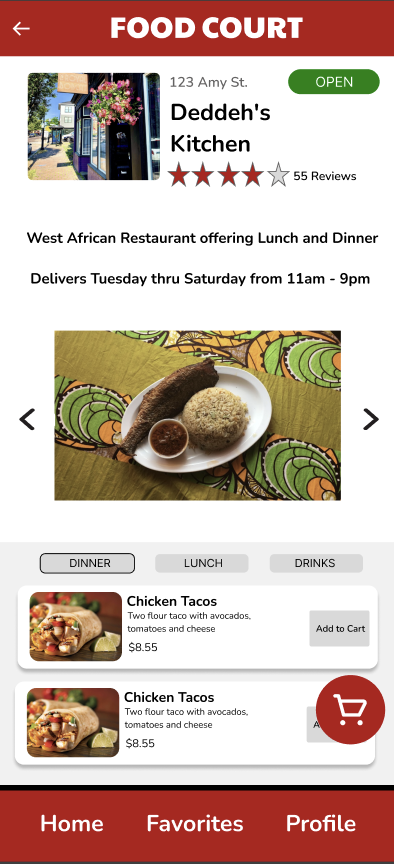 FOOD COURT
123 Amy St.
OPEN
Deddeh's
Kitchen
55 Reviews
West African Restaurant offering Lunch and Dinner
Delivers Tuesday thru Saturday from 11am - 9pm
DINNER
LUNCH
DRINKS
Chicken Tacos
Two flour taco with avocados,
tomatoes and cheese
$8.55
Add to Cart
Chicken Tacos
Two flour taco with avocados,
tomatoes and cheese
$8.55
Home
Favorites
Profile